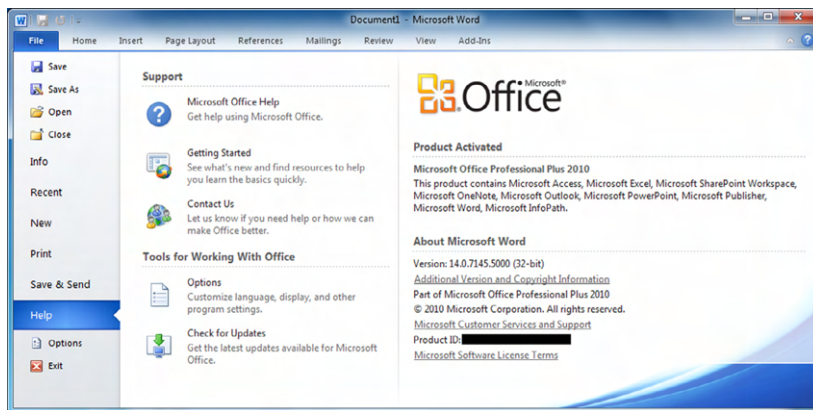 Document1 - Microsoft Word
File Home Insert Page Layout References Mailings Review View Add-Ins
Save
Save As
Open
Close
Info
Recent
New
Print
Save & Send
Help
Options
Exit
Support
Microsoft Office Help
Get help using Microsoft Office.
Getting Started
See what's new and find resources to help
you learn the basics quickly.
Contact Us
Let us know if you need help or how we can
make Office better.
Tools for Working With Office
Options
Customize language, display, and other
program settings.
Check for Updates
Get the latest updates available for Microsoft
Office.
Microsoft®
Office
Product Activated
Microsoft Office Professional Plus 2010
This product contains Microsoft Access, Microsoft Excel, Microsoft SharePoint Workspace,
Microsoft OneNote, Microsoft Outlook, Microsoft PowerPoint, Microsoft Publisher,
Microsoft Word, Microsoft InfoPath.
About Microsoft Word
Version: 14.0.7145.5000 (32-bit)
Additional Version and Copyright Information
Part of Microsoft Office Professional Plus 2010
© 2010 Microsoft Corporation. All rights reserved.
Microsoft Customer Services and Support
Product ID:
Microsoft Software License Terms